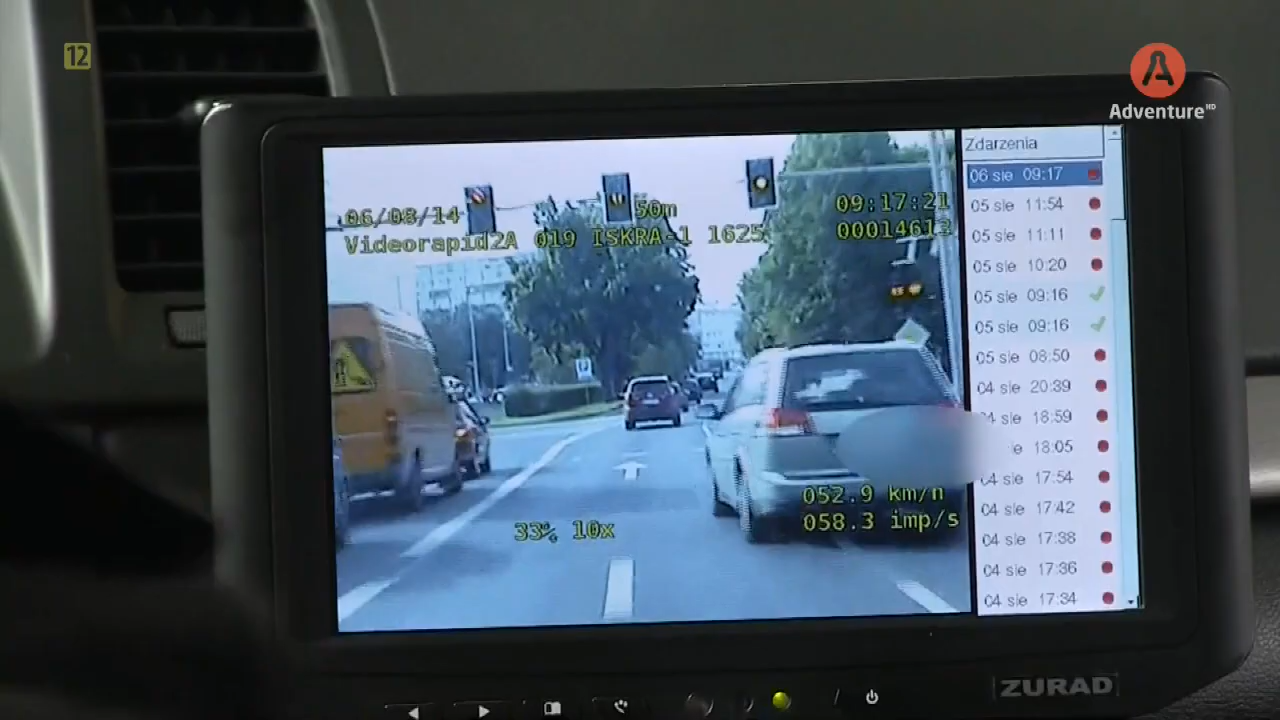 12
Adventure HD
Zdarzenia
06/08/14
50m
09:17:21
Videorapid2A 019 ISKRA-1 1625
00014613
052.9 km/h
058.3 imp/s
33% 10x
06 sie 09:17
05 sie 11:54
05 sie 11:11
05 sie 10:20
05 sie 09:16
05 sie 09:16
05 sie 08:50
04 sie 20:39
04 sie 18:59
ie 18:05
04 sie 17:54
04 sie 17:42
04 sie 17:38
04 sie 17:36
04 sie 17:34
ZURAD